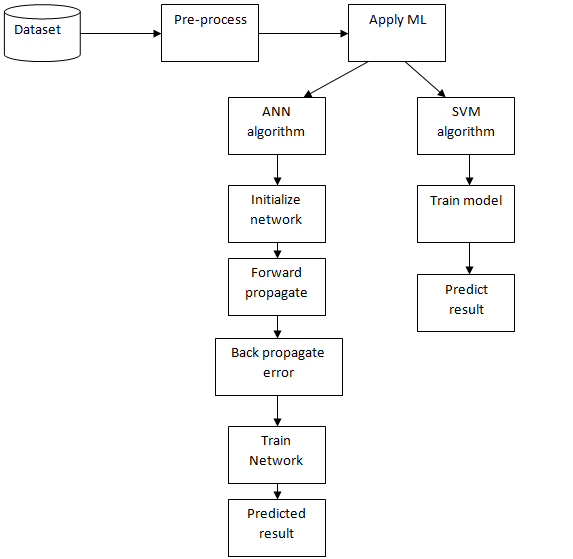 Dataset
Pre-process
Apply ML
ANN
algorithm
SVM
algorithm
Initialize
network
Train model
Forward
propagate
Predict
result
Back propagate
error
Train
Network
Predicted
result